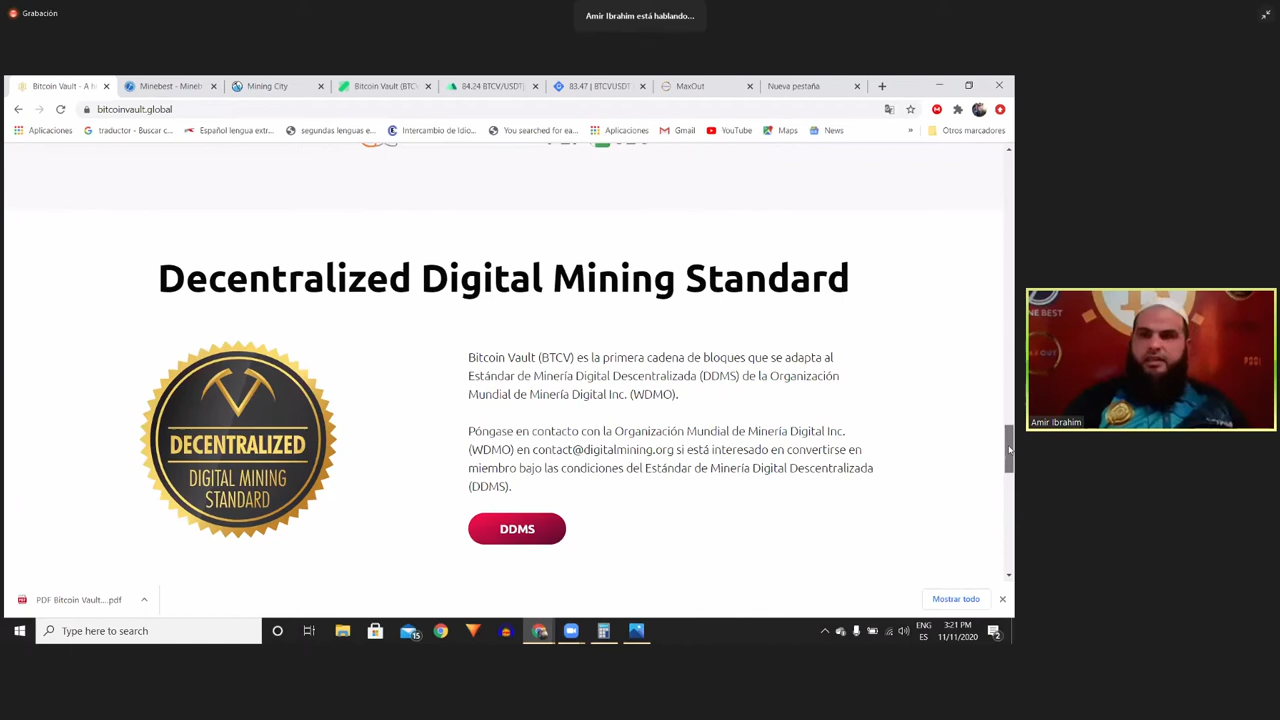 Grabación
Amir Ibrahim está hablando...
Bitcoin Vault - A h
Minebest - Mineb
Mining City
Bitcoin Vault (BTC
84.24 BTCV/USDT
83.47 | BTCVUSDT
MaxOut
Nueva pestaña
bitcoinvault.global
Aplicaciones
traductor - Buscar c...
Español lengua extr...
segundas lenguas e...
Intercambio de Idio...
You searched for ea...
Aplicaciones
Gmail
YouTube
Maps
News
»
Otros marcadores
Decentralized Digital Mining Standard
DECENTRALIZED
DIGITAL MINING
STANDARD
Bitcoin Vault (BTCV) es la primera cadena de bloques que se adapta al
Estándar de Minería Digital Descentralizada (DDMS) de la Organización
Mundial de Minería Digital Inc. (WDMO).
Póngase en contacto con la Organización Mundial de Minería Digital Inc.
(WDMO) en contact@digitalmining.org si está interesado en convertirse en
miembro bajo las condiciones del Estándar de Minería Digital Descentralizada
(DDMS).
DDMS
NE BEST
OUT
POOL
Amir Ibrahim
PDF Bitcoin Vault....pdf
Mostrar todo
Type here to search
15
ENG
ES
3:21 PM
11/11/2020
2